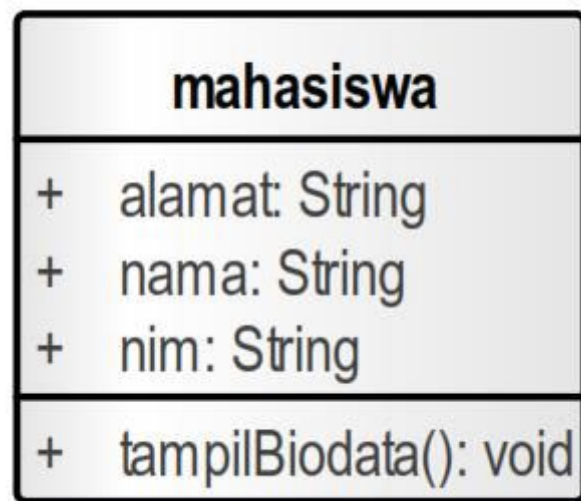 mahasiswa
+ alamat: String
+ nama: String
+ nim: String
+ tampilBiodata(): void